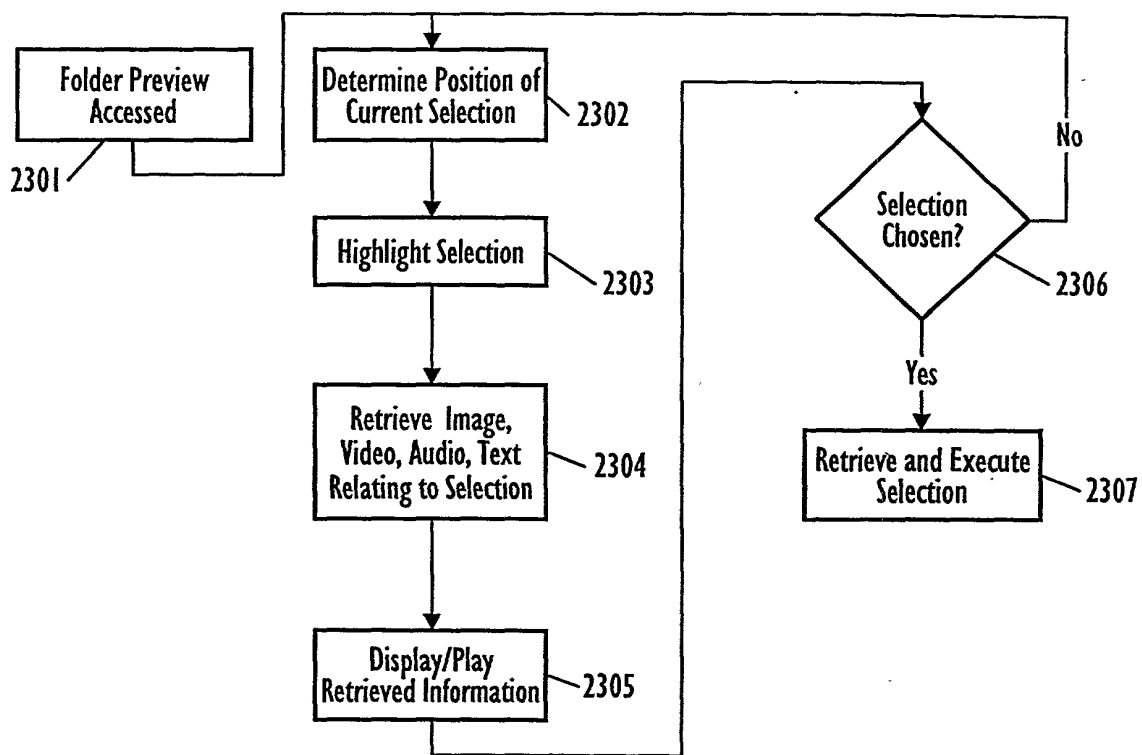 Folder Preview
Accessed
2301
Determine Position of
Current Selection
2302
Highlight Selection
2303
Retrieve Image,
Video, Audio, Text
Relating to Selection
2304
Display/Play
Retrieved Information
2305
Selection
Chosen?
2306
No
Yes
Retrieve and Execute
Selection
2307